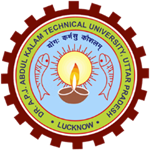 DR. A.P.J. ABDUL KALAM TECHNICAL UNIVERSITY, UTTAR PRADESH
योगः कर्मसु कौशलम्
LUCKNOW